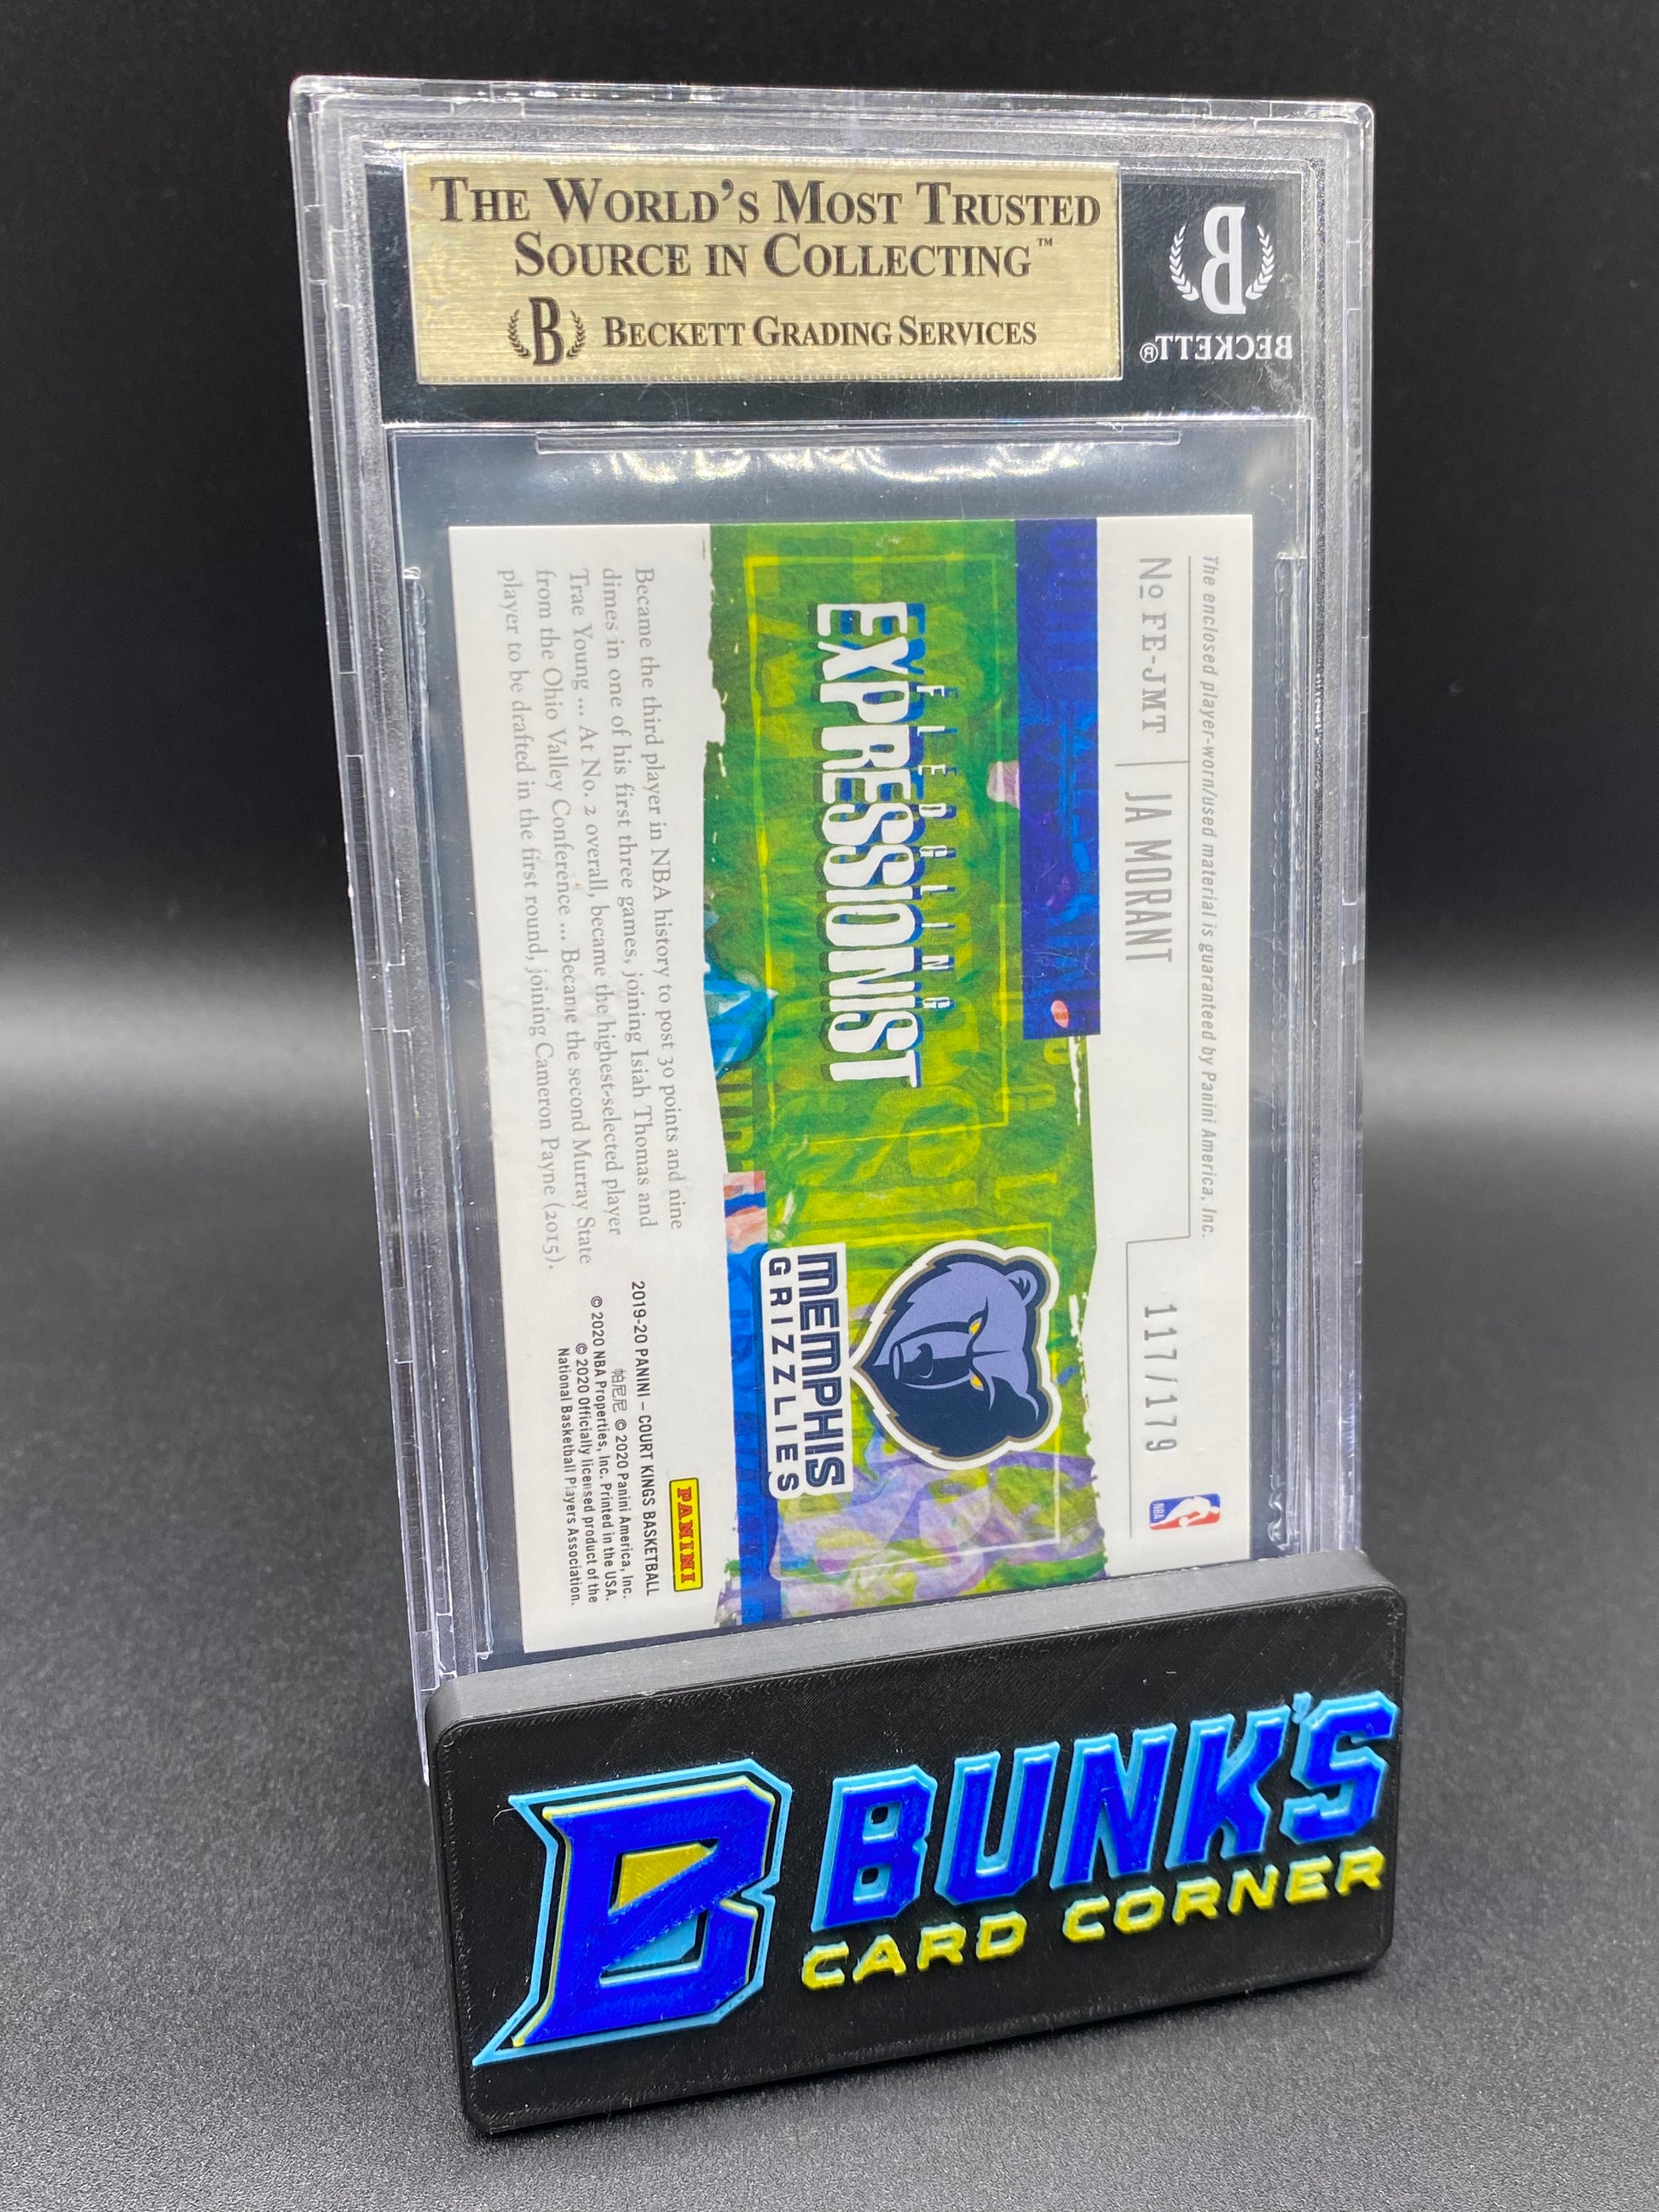 THE WORLD'S MOST TRUSTED
SOURCE IN COLLECTING™
B BECKETT GRADING SERVICES
B
BECKETT®
The enclosed player-worn/used material is guaranteed by Panini America, Inc.
No FE-JMT
JA MORANT
117/179
NBA
FLEDGLING
EXPRESSIONIST
MEMPHIS
GRIZZLIES
Became the third player in NBA history to post 30 points and nine
dimes in one of his first three games, joining Isiah Thomas and
Trae Young ... At No. 2 overall, became the highest-selected player
from the Ohio Valley Conference ... Became the second Murray State
player to be drafted in the first round, joining Cameron Payne (2015).
PANINI
2019-20 PANINI – COURT KINGS BASKETBALL
帕尼尼 © 2020 Panini America, Inc.
© 2020 NBA Properties, Inc. Printed in the USA.
© 2020 Officially licensed product of the
National Basketball Players Association.
B BUNK'S
CARD CORNER